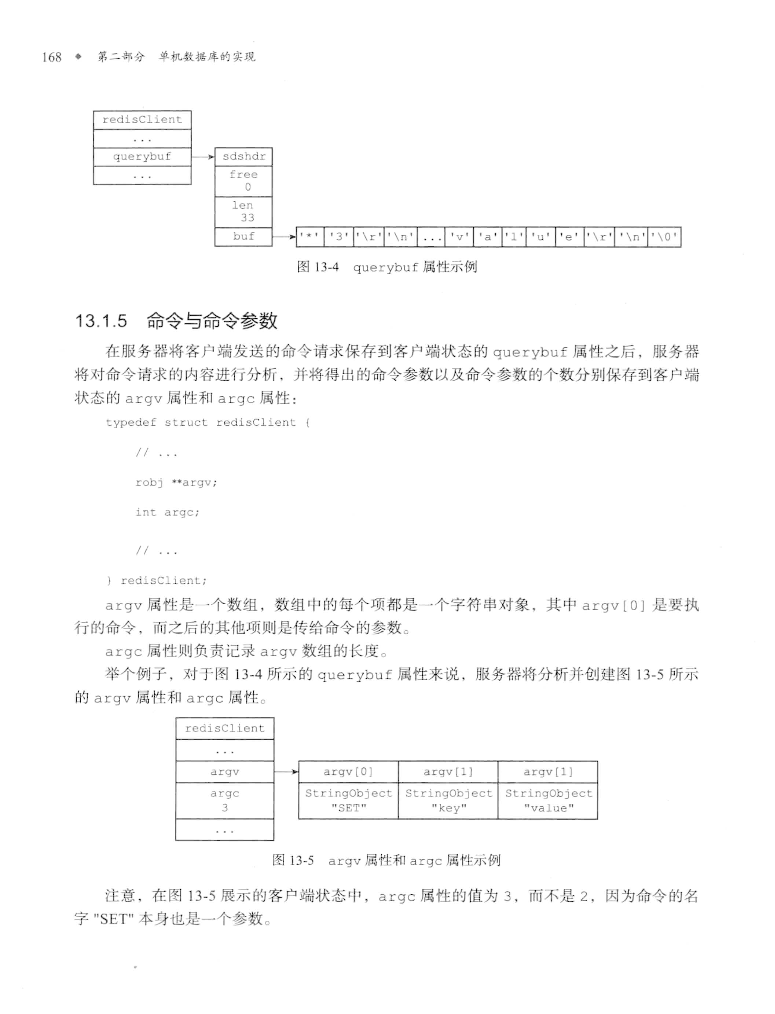 168 ◆ 第二部分 单机数据库的实现
redisClient
...
querybuf
...
sdshdr
free
0
len
33
buf
'*' '3' '\r' '\n' ... 'v' 'a' 'l' 'u' 'e' '\r' '\n' '\0'
图 13-4 querybuf 属性示例
13.1.5 命令与命令参数
在服务器将客户端发送的命令请求保存到客户端状态的 querybuf 属性之后，服务器
将对命令请求的内容进行分析，并将得出的命令参数以及命令参数的个数分别保存到客户端
状态的 argv 属性和 argc 属性：
typedef struct redisClient {
// ...
robj **argv;
int argc;
// ...
} redisClient;
argv 属性是一个数组，数组中的每个项都是一个字符串对象，其中 argv[0] 是要执
行的命令，而之后的其他项则是传给命令的参数。
argc 属性则负责记录 argv 数组的长度。
举个例子，对于图 13-4 所示的 querybuf 属性来说，服务器将分析并创建图 13-5 所示
的 argv 属性和 argc 属性。
redisClient
...
argv
argc
3
...
argv[0] argv[1] argv[1]
StringObject StringObject StringObject
"SET" "key" "value"
图 13-5 argv 属性和 argc 属性示例
注意，在图 13-5 展示的客户端状态中，argc 属性的值为 3，而不是 2，因为命令的名
字 "SET" 本身也是一个参数。